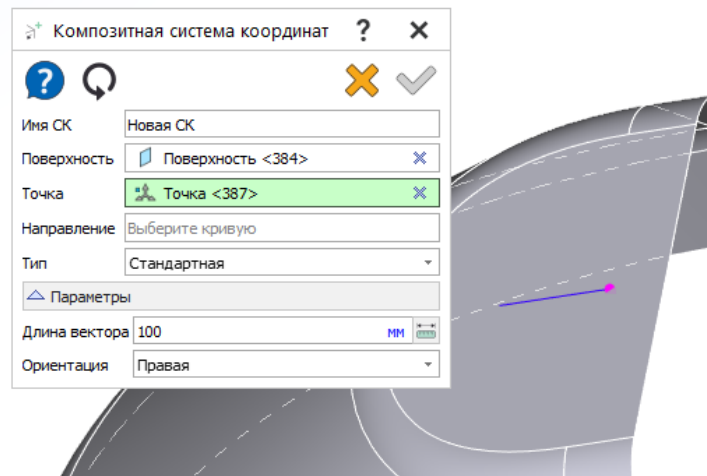 Композитная система координат ?
?
Имя СК Новая СК
Поверхность Поверхность <384>
Точка Точка <387>
Направление Выберите кривую
Тип Стандартная
Параметры
Длина вектора 100 мм
Ориентация Правая